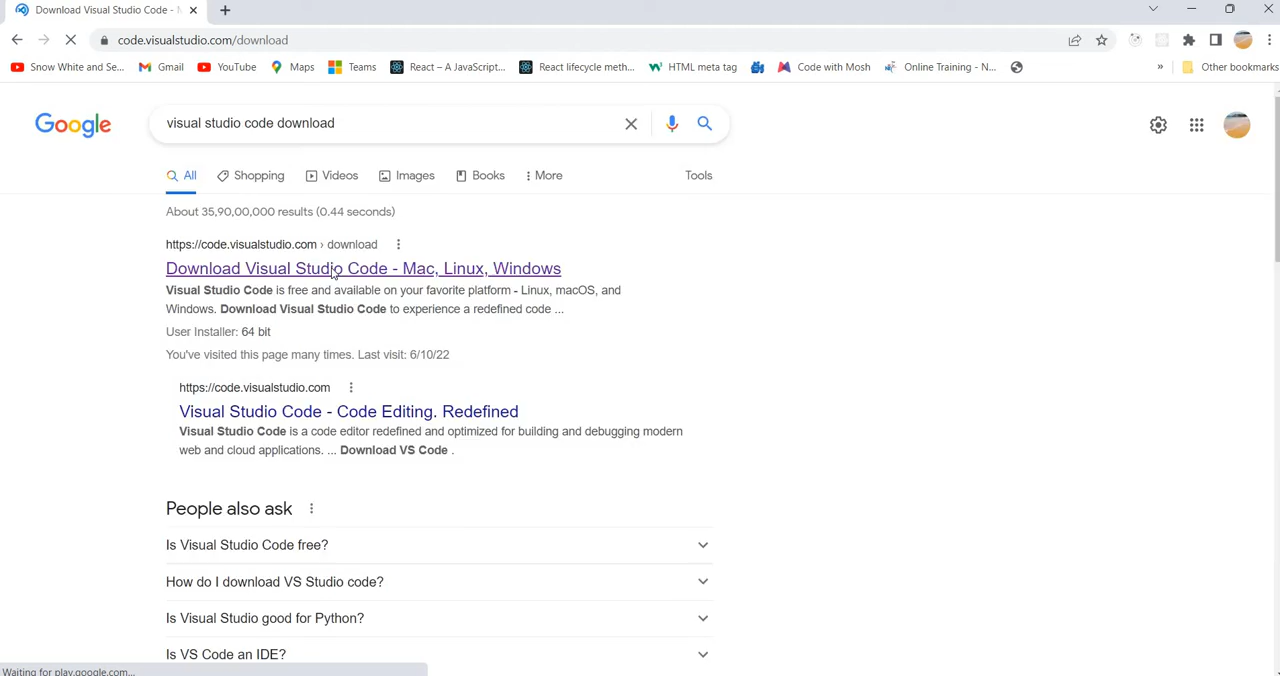 Download Visual Studio Code - M
code.visualstudio.com/download
Snow White and Se... Gmail YouTube Maps Teams React – A JavaScript... React lifecycle meth... HTML meta tag Code with Mosh Online Training - N... » Other bookmarks
Google visual studio code download
All Shopping Videos Images Books More Tools
About 35,90,00,000 results (0.44 seconds)
https://code.visualstudio.com › download
Download Visual Studio Code - Mac, Linux, Windows
Visual Studio Code is free and available on your favorite platform - Linux, macOS, and
Windows. Download Visual Studio Code to experience a redefined code ...
User Installer: 64 bit
You've visited this page many times. Last visit: 6/10/22
https://code.visualstudio.com
Visual Studio Code - Code Editing. Redefined
Visual Studio Code is a code editor redefined and optimized for building and debugging modern
web and cloud applications. ... Download VS Code .
People also ask
Is Visual Studio Code free?
How do I download VS Studio code?
Is Visual Studio good for Python?
Is VS Code an IDE?
Waiting for play.google.com...